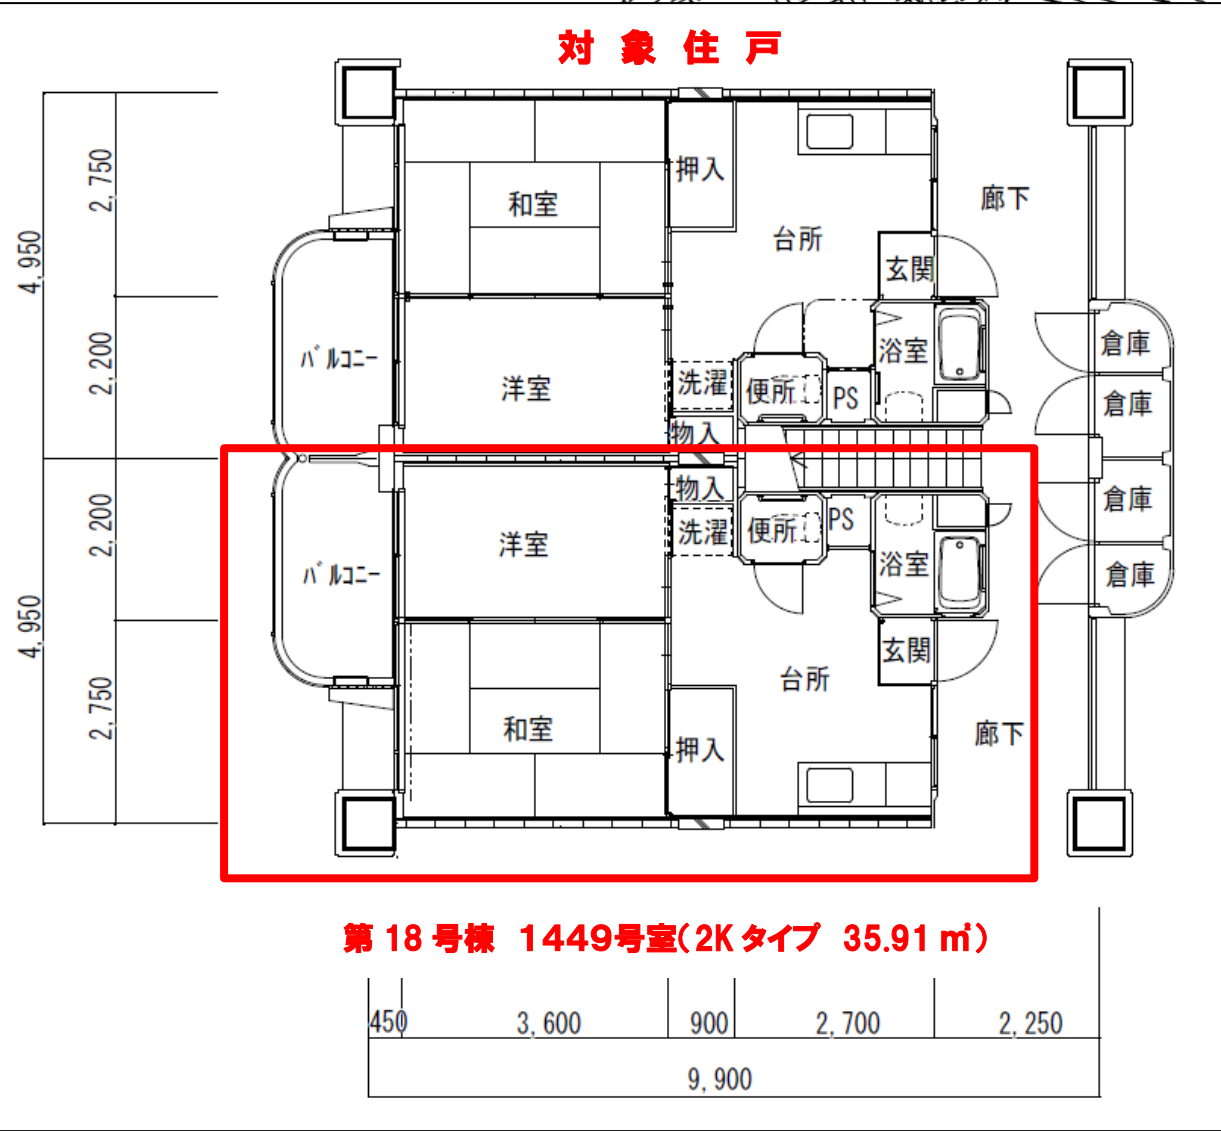 対 象 住 戸
2,750
4,950
2,200
2,200
4,950
2,750
和室
押入
台所
廊下
玄関
バルコニー
洋室
洗濯
便所
PS
浴室
倉庫
倉庫
物入
物入
倉庫
洋室
洗濯
便所
PS
浴室
倉庫
バルコニー
玄関
台所
和室
押入
廊下
第 18 号棟 1449号室(2K タイプ 35.91 ㎡)
450 3,600 900 2,700 2,250
9,900